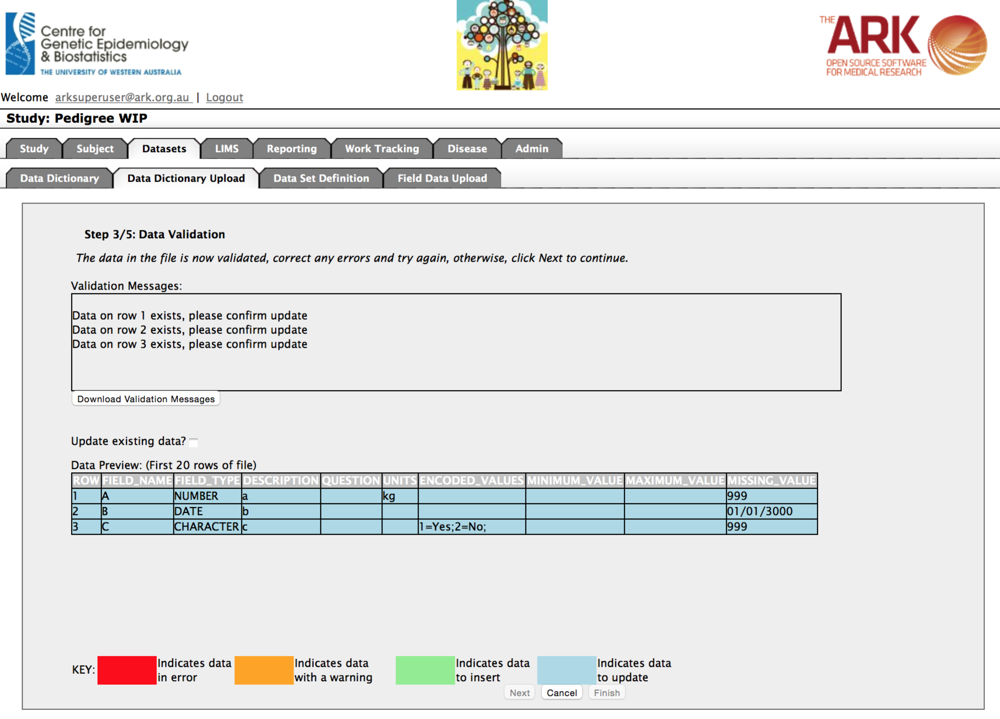 Centre for
Genetic Epidemiology
& Biostatistics
THE UNIVERSITY OF WESTERN AUSTRALIA
THE ARK
OPEN SOURCE SOFTWARE
FOR MEDICAL RESEARCH
Welcome arksuperuser@ark.org.au | Logout
Study: Pedigree WIP
Study Subject Datasets LIMS Reporting Work Tracking Disease Admin
Data Dictionary Data Dictionary Upload Data Set Definition Field Data Upload
Step 3/5: Data Validation
The data in the file is now validated, correct any errors and try again, otherwise, click Next to continue.
Validation Messages:
Data on row 1 exists, please confirm update
Data on row 2 exists, please confirm update
Data on row 3 exists, please confirm update
Download Validation Messages
Update existing data?
Data Preview: (First 20 rows of file)
ROW FIELD_NAME FIELD_TYPE DESCRIPTION QUESTION UNITS ENCODED_VALUES MINIMUM_VALUE MAXIMUM_VALUE MISSING_VALUE
1 A NUMBER a kg 999
2 B DATE b 01/01/3000
3 C CHARACTER c 1=Yes;2=No; 999
KEY: Indicates data in error Indicates data with a warning Indicates data to insert Indicates data to update
Next Cancel Finish